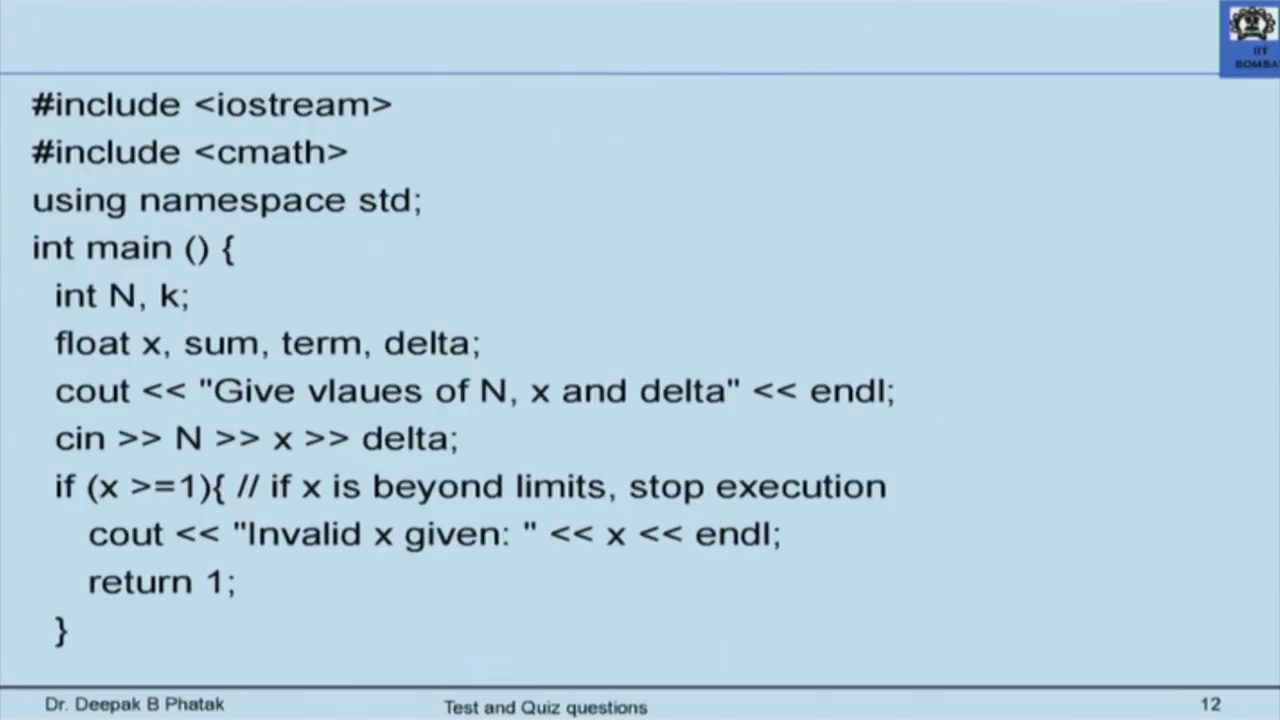 IIT
BOMBA
#include <iostream>
#include <cmath>
using namespace std;
int main () {
int N, k;
float x, sum, term, delta;
cout << "Give vlaues of N, x and delta" << endl;
cin >> N >> x >> delta;
if (x >=1){ // if x is beyond limits, stop execution
cout << "Invalid x given: " << x << endl;
return 1;
}
Dr. Deepak B Phatak
Test and Quiz questions
12